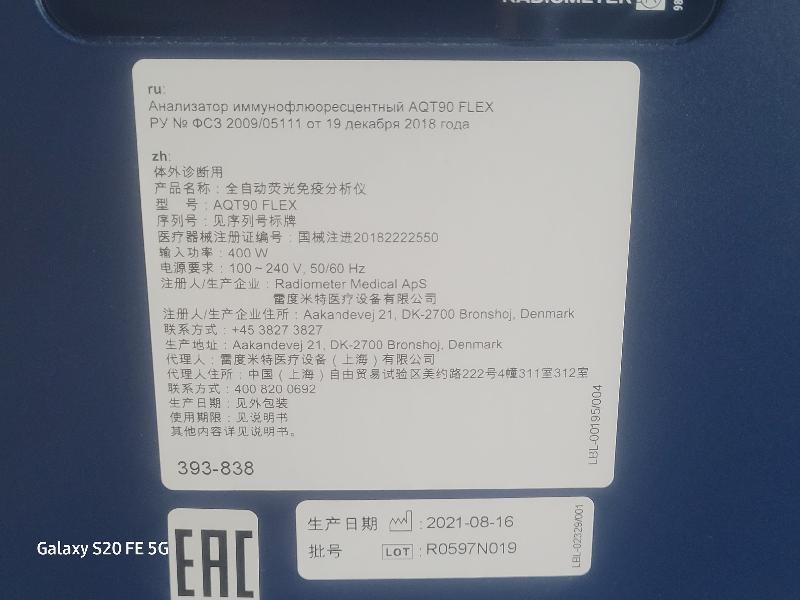 RADIOMETER
98
ru:
Анализатор иммунофлюоресцентный AQT90 FLEX
РУ № ФСЗ 2009/05111 от 19 декабря 2018 года
zh:
体外诊断用
产品名称：全自动荧光免疫分析仪
型 号：AQT90 FLEX
序列号：见序列号标牌
医疗器械注册证编号：国械注进20182222550
输入功率：400 W
电源要求：100～240 V, 50/60 Hz
注册人/生产企业：Radiometer Medical ApS
雷度米特医疗设备有限公司
注册人/生产企业住所：Aakandevej 21, DK-2700 Bronshoj, Denmark
联系方式：+45 3827 3827
生产地址：Aakandevej 21, DK-2700 Bronshoj, Denmark
代理人：雷度米特医疗设备（上海）有限公司
代理人住所：中国（上海）自由贸易试验区美约路222号4幢311室312室
联系方式：400 820 0692
生产日期：见外包装
使用期限：见说明书
其他内容详见说明书。
393-838
LBL-00195/004
生产日期 : 2021-08-16
批号 LOT : R0597N019
LBL-02329/001
EAC
Galaxy S20 FE 5G